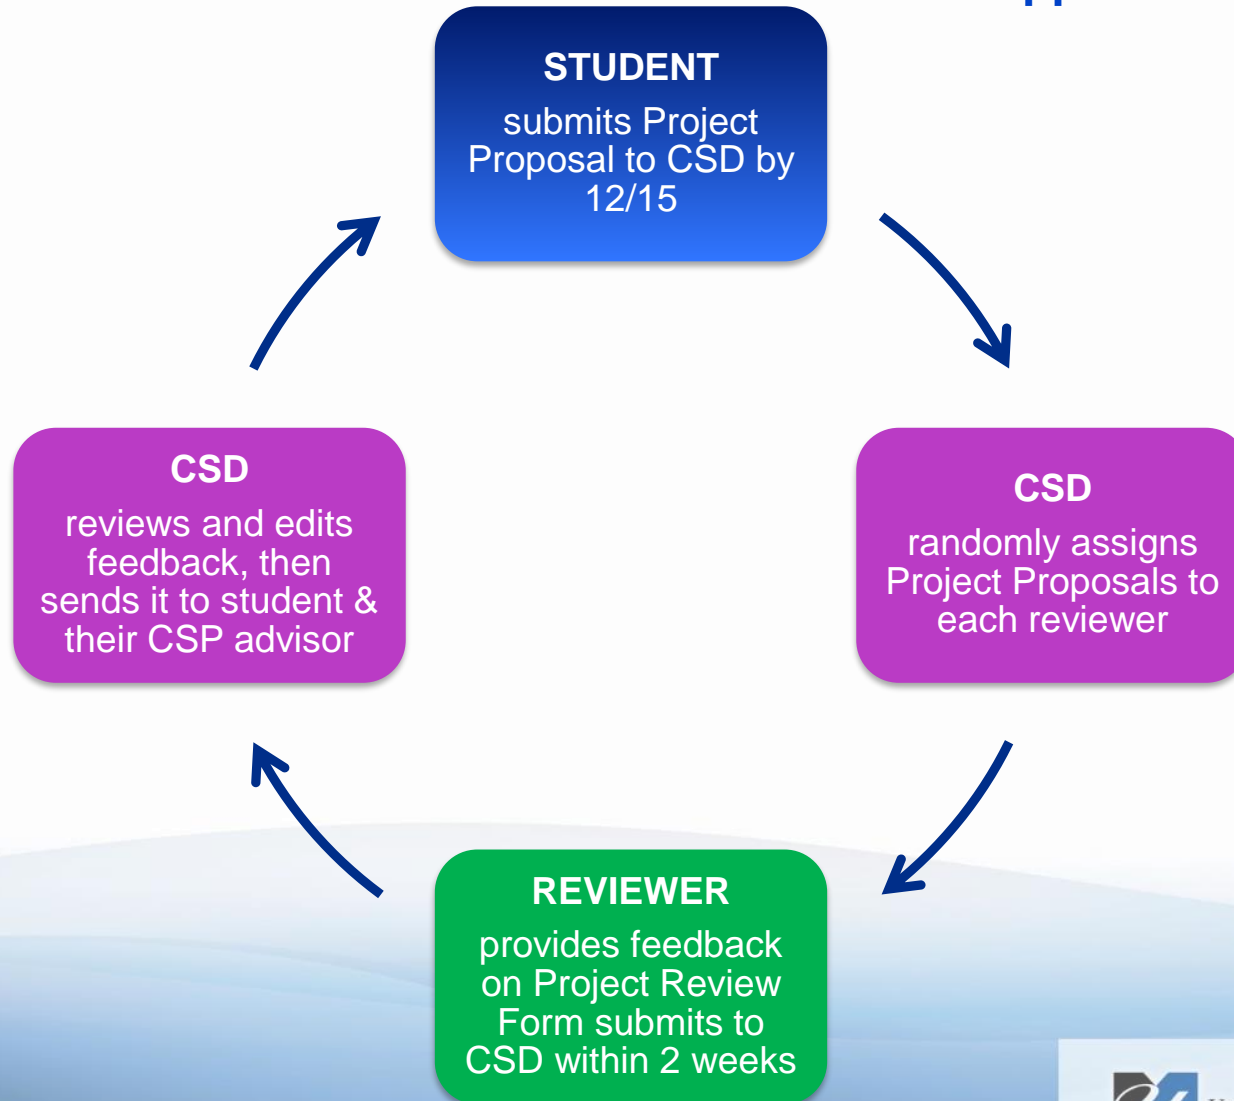 STUDENT
submits Project
Proposal to CSD by
12/15
CSD
reviews and edits
feedback, then
sends it to student &
their CSP advisor
CSD
randomly assigns
Project Proposals to
each reviewer
REVIEWER
provides feedback
on Project Review
Form submits to
CSD within 2 weeks